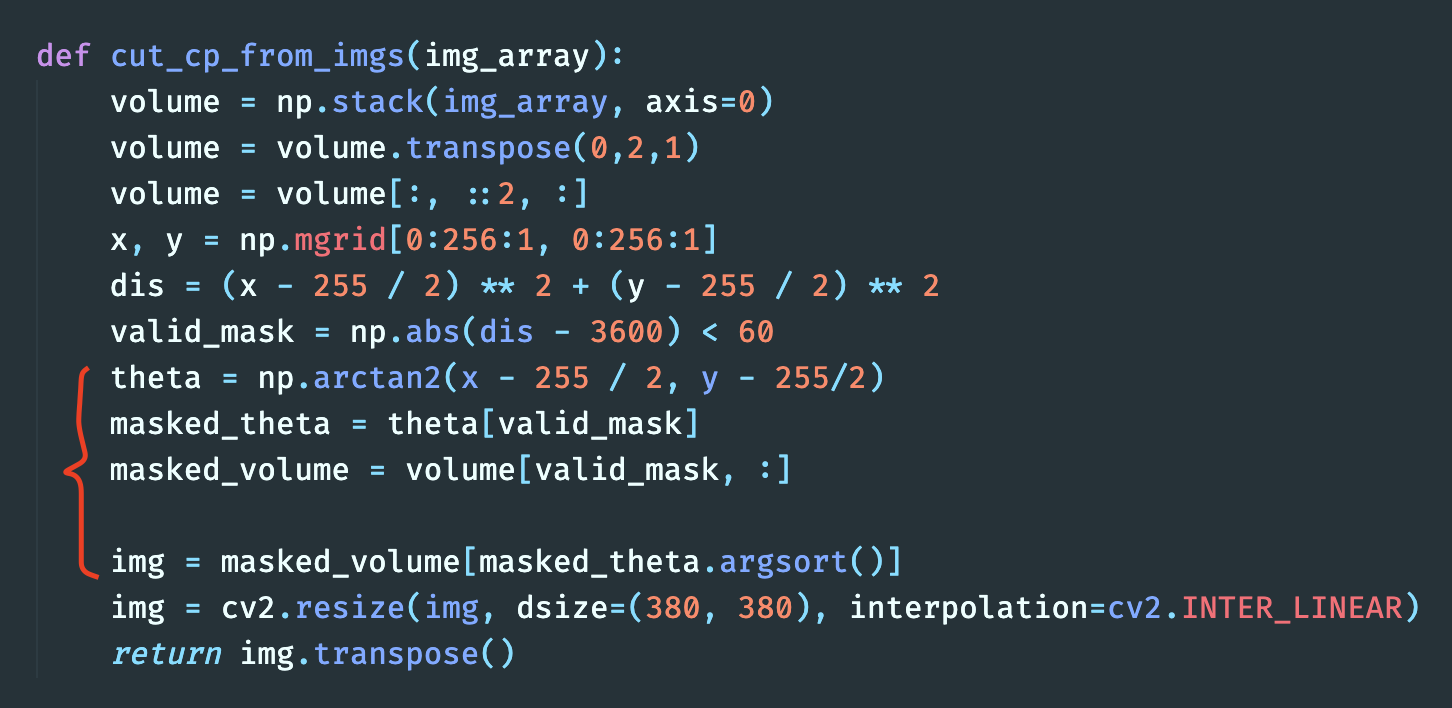 def cut_cp_from_imgs(img_array):
    volume = np.stack(img_array, axis=0)
    volume = volume.transpose(0,2,1)
    volume = volume[:, ::2, :]
    x, y = np.mgrid[0:256:1, 0:256:1]
    dis = (x - 255 / 2) ** 2 + (y - 255 / 2) ** 2
    valid_mask = np.abs(dis - 3600) < 60
    theta = np.arctan2(x - 255 / 2, y - 255/2)
    masked_theta = theta[valid_mask]
    masked_volume = volume[valid_mask, :]
    img = masked_volume[masked_theta.argsort()]
    img = cv2.resize(img, dsize=(380, 380), interpolation=cv2.INTER_LINEAR)
    return img.transpose()